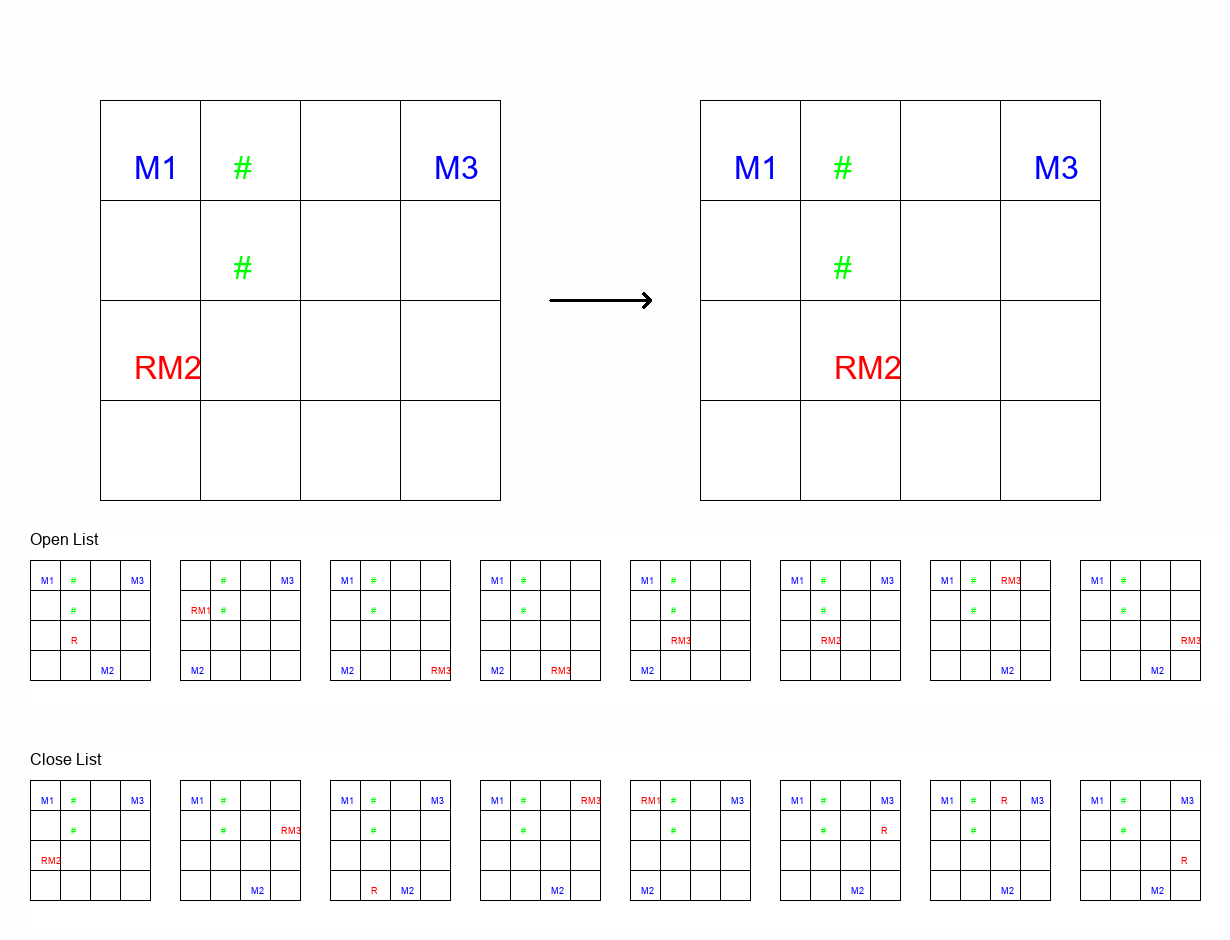 M1 # M3 M1 # M3
# #
RM2 RM2
Open List
M1 # M3 # M3 M1 # M1 # M1 # M1 # M3 M1 # RM3 M1 #
# RM1 # # # # # # #
R RM3 RM2 RM3
M2 M2 M2 RM3 M2 RM3 M2 M2 M2
Close List
M1 # M3 M1 # M1 # M3 M1 # RM3 RM1 # M3 M1 # M3 M1 # R M3 M1 # M3
# # RM3 # # # # R # #
RM2 R
M2 R M2 M2 M2 M2 M2 M2